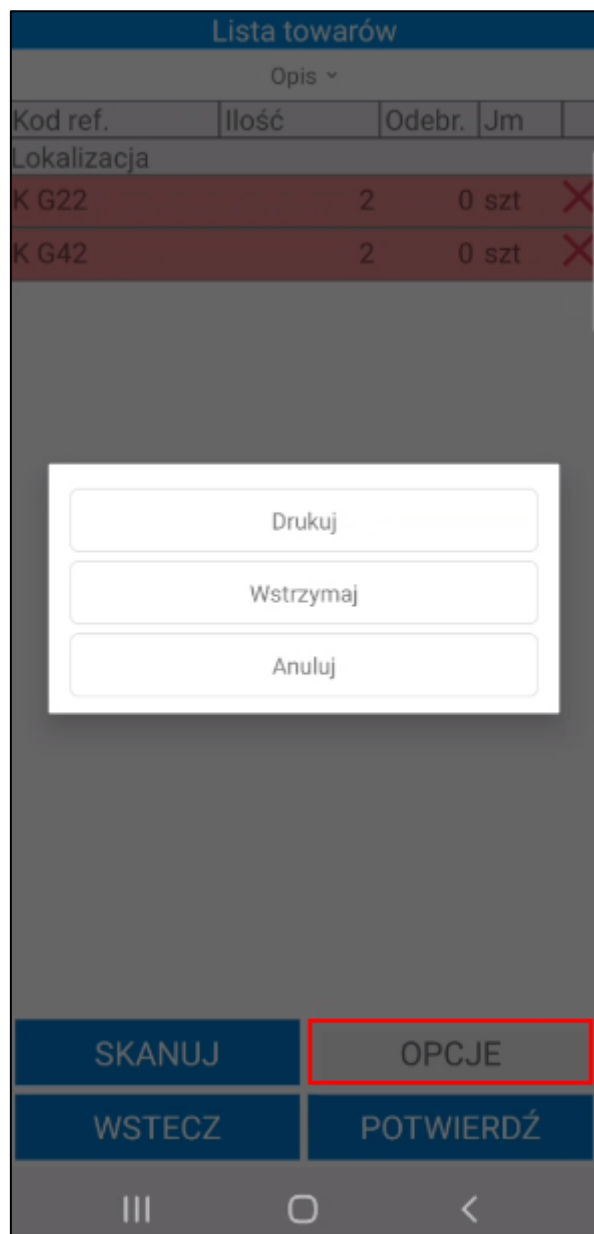 Lista towarów
Opis
Kod ref. Ilość Odebr. Jm
Lokalizacja
K G22 2 0 szt
K G42 2 0 szt
Drukuj
Wstrzymaj
Anuluj
SKANUJ OPCJE
WSTECZ POTWIERDŹ